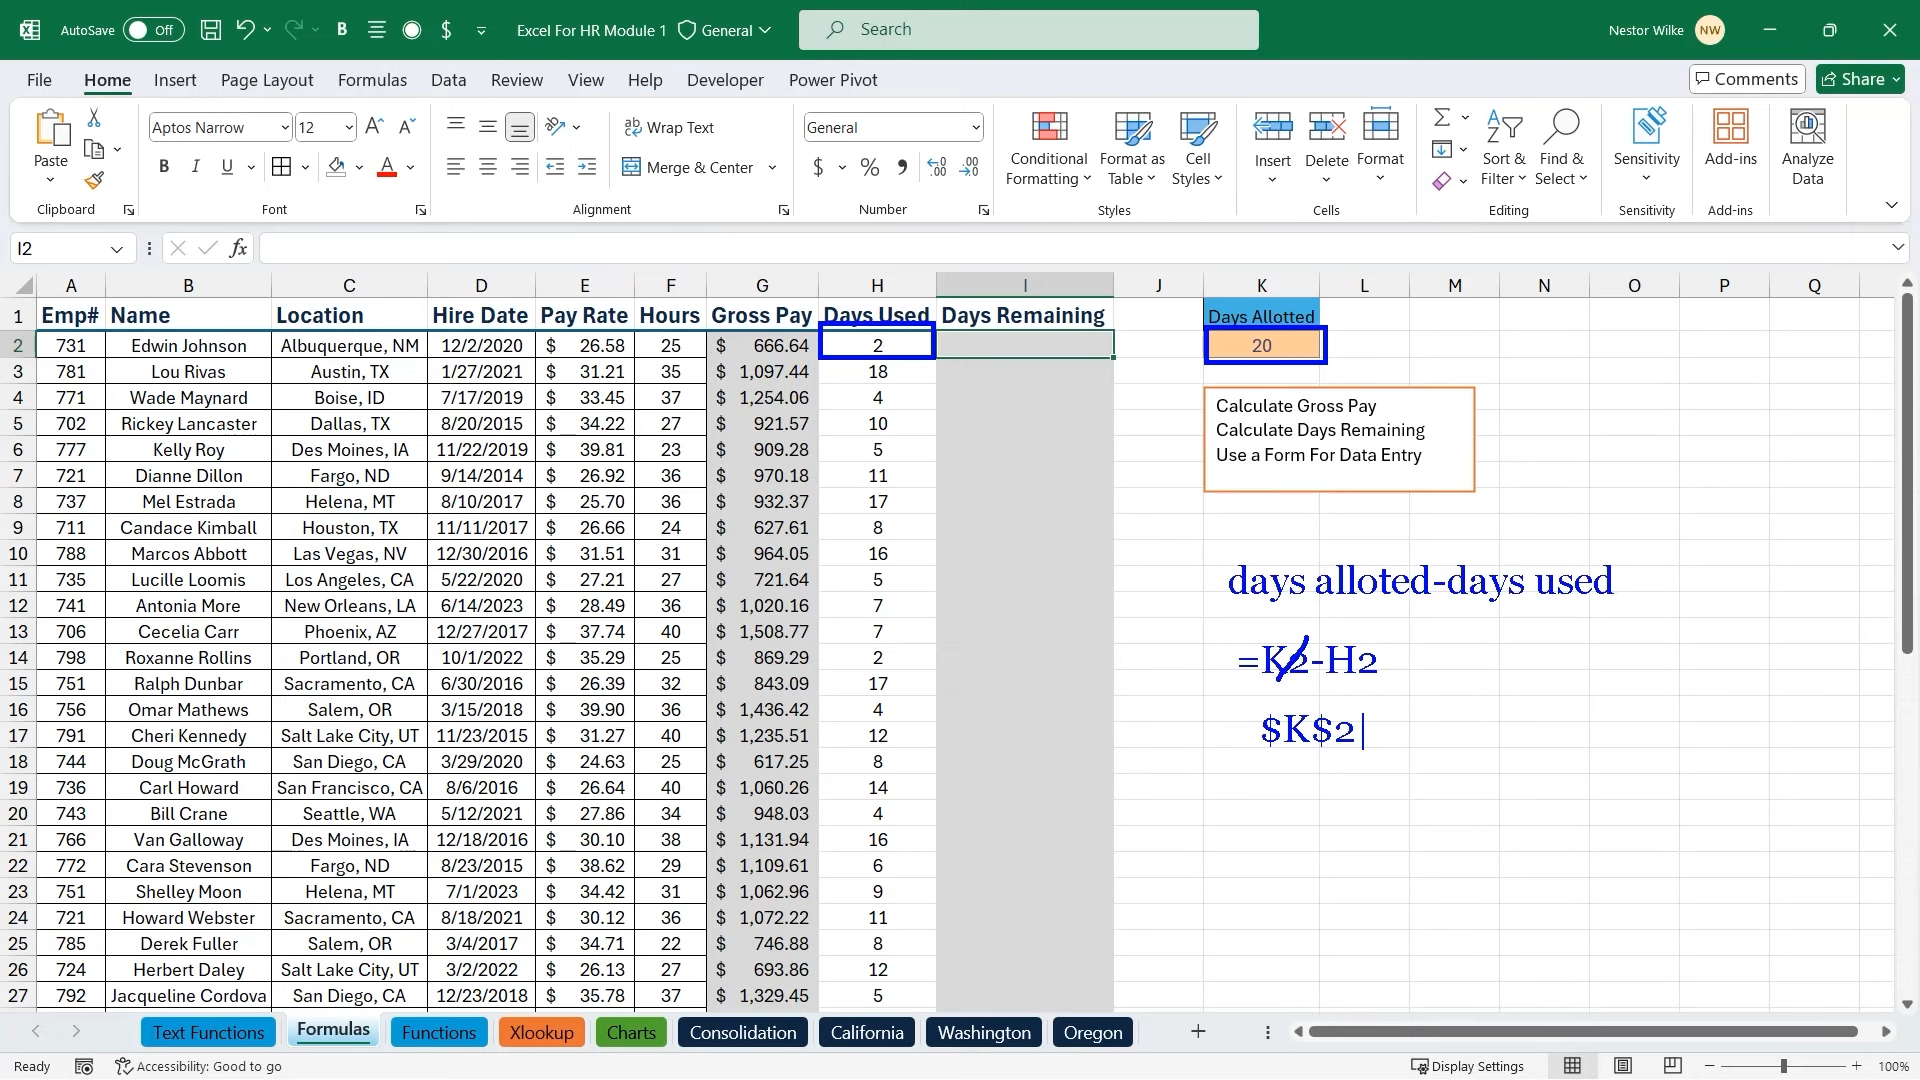 AutoSave Off B $ Excel For HR Module 1 General Search Nestor Wilke NW
File Home Insert Page Layout Formulas Data Review View Help Developer Power Pivot Comments Share
Paste Clipboard
Aptos Narrow 12 B I U A Font
Wrap Text Merge & Center Alignment
General $ % Number
Conditional Formatting Format as Table Cell Styles Styles
Insert Delete Format Cells
Sort & Filter Find & Select Editing
Sensitivity Sensitivity
Add-ins Add-ins
Analyze Data
I2 fx
A B C D E F G H I J K L M N O P Q
1 Emp# Name Location Hire Date Pay Rate Hours Gross Pay Days Used Days Remaining Days Allotted
2 731 Edwin Johnson Albuquerque, NM 12/2/2020 $ 26.58 25 $ 666.64 2 20
3 781 Lou Rivas Austin, TX 1/27/2021 $ 31.21 35 $ 1,097.44 18
4 771 Wade Maynard Boise, ID 7/17/2019 $ 33.45 37 $ 1,254.06 4
5 702 Rickey Lancaster Dallas, TX 8/20/2015 $ 34.22 27 $ 921.57 10
6 777 Kelly Roy Des Moines, IA 11/22/2019 $ 39.81 23 $ 909.28 5
7 721 Dianne Dillon Fargo, ND 9/14/2014 $ 26.92 36 $ 970.18 11
8 737 Mel Estrada Helena, MT 8/10/2017 $ 25.70 36 $ 932.37 17
9 711 Candace Kimball Houston, TX 11/11/2017 $ 26.66 24 $ 627.61 8
10 788 Marcos Abbott Las Vegas, NV 12/30/2016 $ 31.51 31 $ 964.05 16
11 735 Lucille Loomis Los Angeles, CA 5/22/2020 $ 27.21 27 $ 721.64 5
12 741 Antonia More New Orleans, LA 6/14/2023 $ 28.49 36 $ 1,020.16 7
13 706 Cecelia Carr Phoenix, AZ 12/27/2017 $ 37.74 40 $ 1,508.77 7
14 798 Roxanne Rollins Portland, OR 10/1/2022 $ 35.29 25 $ 869.29 2
15 751 Ralph Dunbar Sacramento, CA 6/30/2016 $ 26.39 32 $ 843.09 17
16 756 Omar Mathews Salem, OR 3/15/2018 $ 39.90 36 $ 1,436.42 4
17 791 Cheri Kennedy Salt Lake City, UT 11/23/2015 $ 31.27 40 $ 1,235.51 12
18 744 Doug McGrath San Diego, CA 3/29/2020 $ 24.63 25 $ 617.25 8
19 736 Carl Howard San Francisco, CA 8/6/2016 $ 26.64 40 $ 1,060.26 14
20 743 Bill Crane Seattle, WA 5/12/2021 $ 27.86 34 $ 948.03 4
21 766 Van Galloway Des Moines, IA 12/18/2016 $ 30.10 38 $ 1,131.94 16
22 772 Cara Stevenson Fargo, ND 8/23/2015 $ 38.62 29 $ 1,109.61 6
23 751 Shelley Moon Helena, MT 7/1/2023 $ 34.42 31 $ 1,062.96 9
24 721 Howard Webster Sacramento, CA 8/18/2021 $ 30.12 36 $ 1,072.22 11
25 785 Derek Fuller Salem, OR 3/4/2017 $ 34.71 22 $ 746.88 8
26 724 Herbert Daley Salt Lake City, UT 3/2/2022 $ 26.13 27 $ 693.86 12
27 792 Jacqueline Cordova San Diego, CA 12/23/2018 $ 35.78 37 $ 1,329.45 5
Calculate Gross Pay
Calculate Days Remaining
Use a Form For Data Entry
days alloted-days used
=K2-H2
$K$2
Text Functions Formulas Functions Xlookup Charts Consolidation California Washington Oregon
Ready Accessibility: Good to go Display Settings 100%